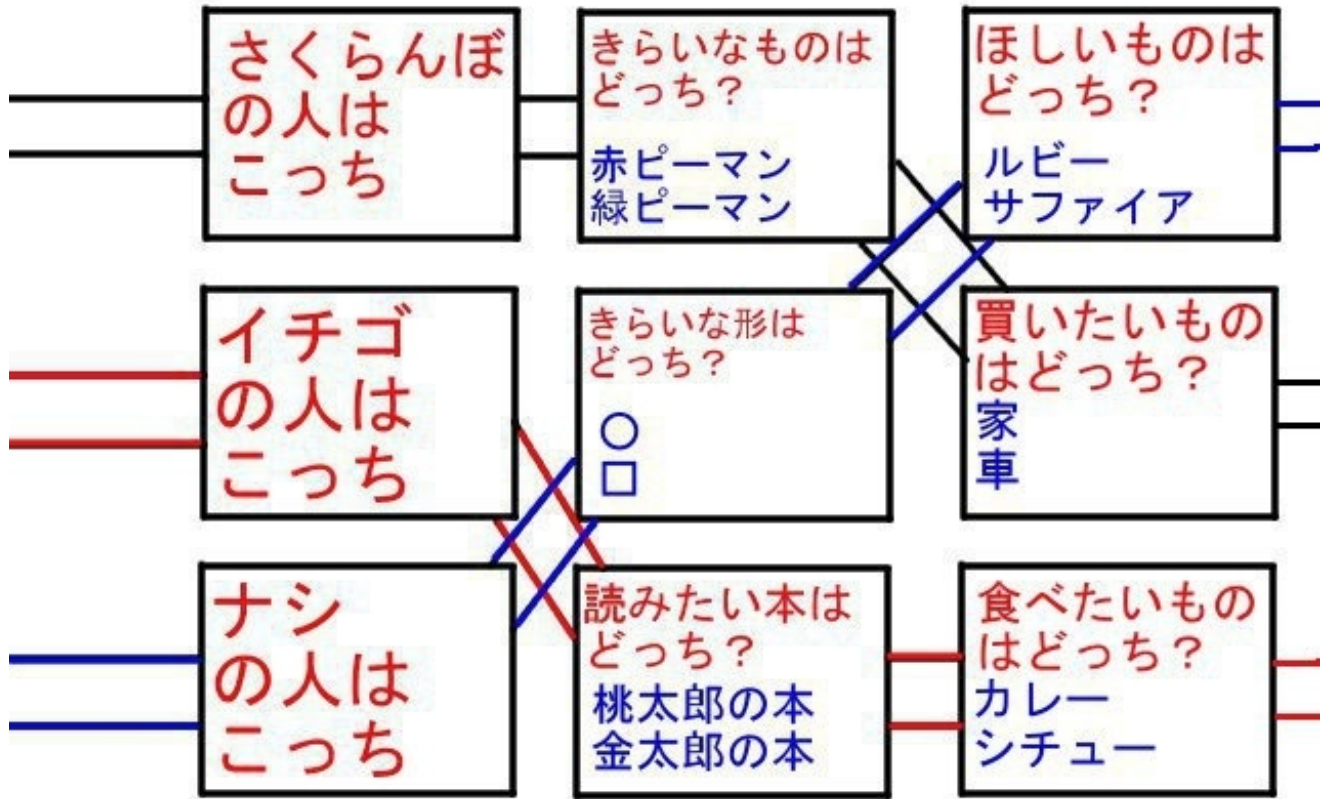 さくらんぼ
の人は
こっち
きらいなものは
どっち？
赤ピーマン
緑ピーマン
ほしいものは
どっち？
ルビー
サファイア
イチゴ
の人は
こっち
きらいな形は
どっち？
○
□
買いたいもの
はどっち？
家
車
ナシ
の人は
こっち
読みたい本は
どっち？
桃太郎の本
金太郎の本
食べたいもの
はどっち？
カレー
シチュー